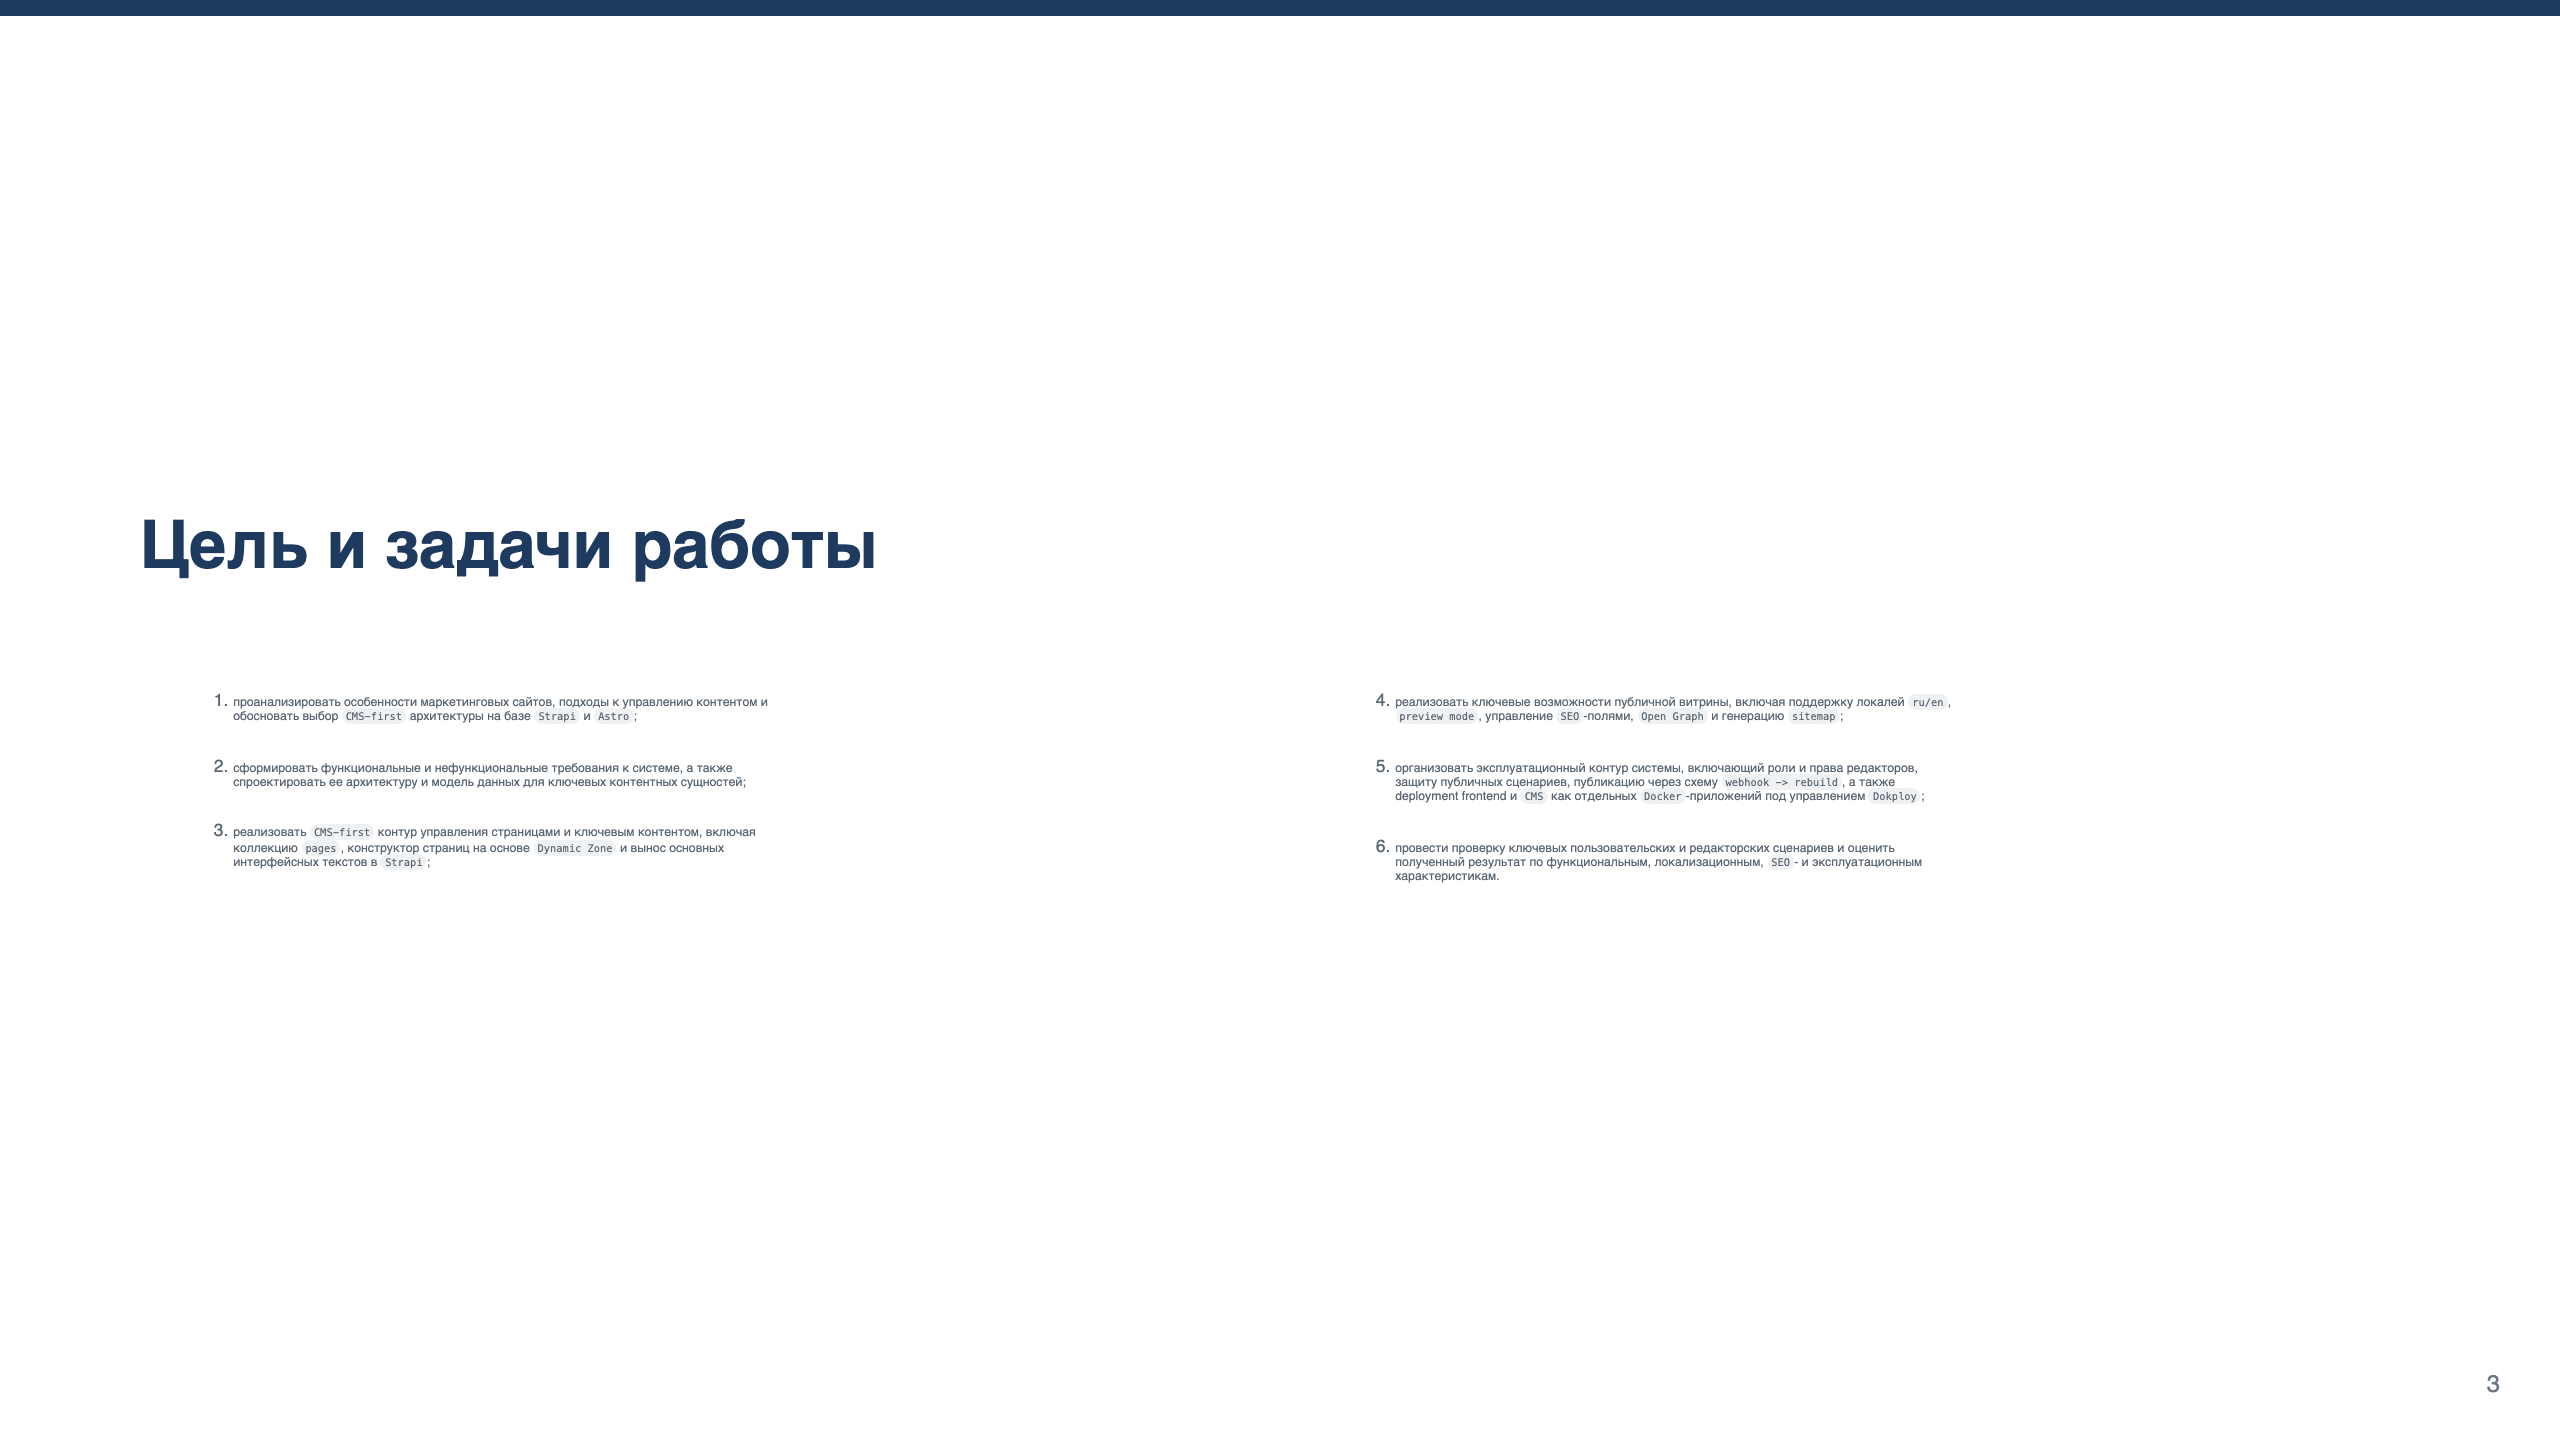 Цель и задачи работы
1. проанализировать особенности маркетинговых сайтов, подходы к управлению контентом и
обосновать выбор CMS-first архитектуры на базе Strapi и Astro ;
2. сформировать функциональные и нефункциональные требования к системе, а также
спроектировать ее архитектуру и модель данных для ключевых контентных сущностей;
3. реализовать CMS-first контур управления страницами и ключевым контентом, включая
коллекцию pages , конструктор страниц на основе Dynamic Zone и вынос основных
интерфейсных текстов в Strapi ;
4. реализовать ключевые возможности публичной витрины, включая поддержку локалей ru/en ,
preview mode , управление SEO -полями, Open Graph и генерацию sitemap ;
5. организовать эксплуатационный контур системы, включающий роли и права редакторов,
защиту публичных сценариев, публикацию через схему webhook -> rebuild , а также
deployment frontend и CMS как отдельных Docker -приложений под управлением Dokploy ;
6. провести проверку ключевых пользовательских и редакторских сценариев и оценить
полученный результат по функциональным, локализационным, SEO - и эксплуатационным
характеристикам.
3